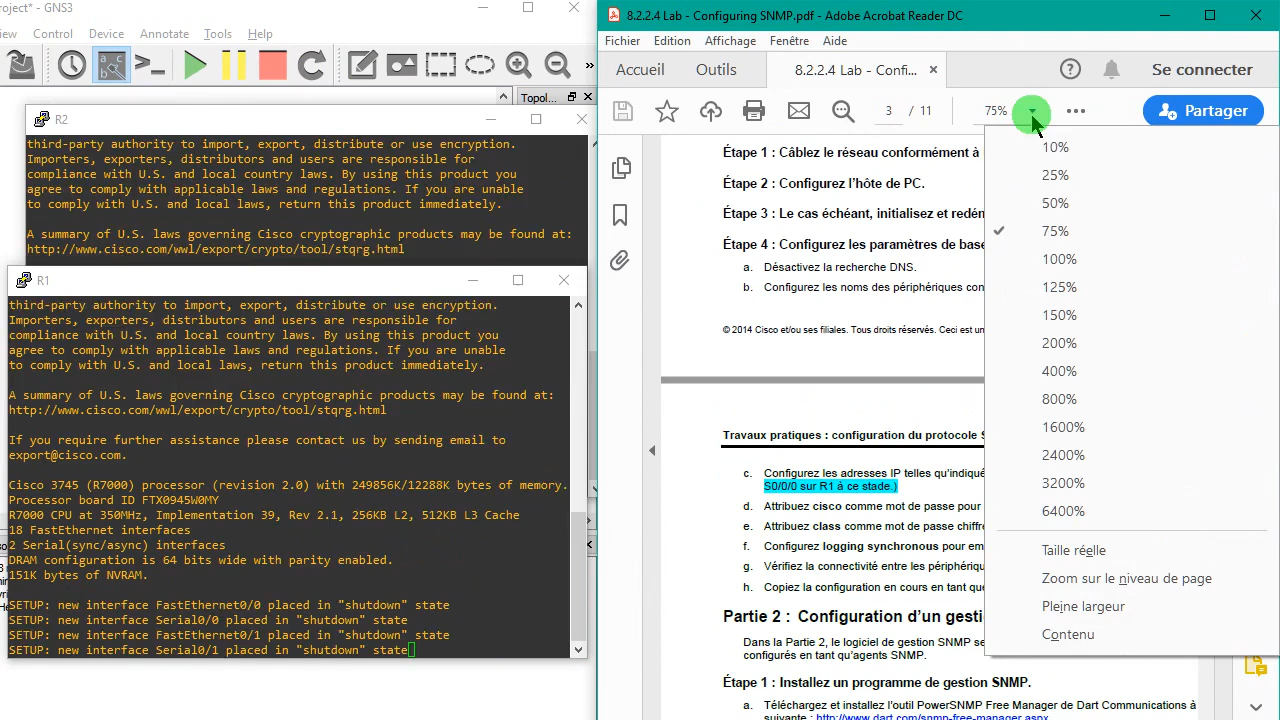 roject* - GNS3
iew Control Device Annotate Tools Help
Topol...
R2
third-party authority to import, export, distribute or use encryption.
Importers, exporters, distributors and users are responsible for
compliance with U.S. and local country laws. By using this product you
agree to comply with applicable laws and regulations. If you are unable
to comply with U.S. and local laws, return this product immediately.
A summary of U.S. laws governing Cisco cryptographic products may be found at:
http://www.cisco.com/wwl/export/crypto/tool/stqrg.html
R1
third-party authority to import, export, distribute or use encryption.
Importers, exporters, distributors and users are responsible for
compliance with U.S. and local country laws. By using this product you
agree to comply with applicable laws and regulations. If you are unable
to comply with U.S. and local laws, return this product immediately.
A summary of U.S. laws governing Cisco cryptographic products may be found at:
http://www.cisco.com/wwl/export/crypto/tool/stqrg.html
If you require further assistance please contact us by sending email to
export@cisco.com.
Cisco 3745 (R7000) processor (revision 2.0) with 249856K/12288K bytes of memory.
Processor board ID FTX0945W0MY
R7000 CPU at 350MHz, Implementation 39, Rev 2.1, 256KB L2, 512KB L3 Cache
18 FastEthernet interfaces
2 Serial(sync/async) interfaces
DRAM configuration is 64 bits wide with parity enabled.
151K bytes of NVRAM.
SETUP: new interface FastEthernet0/0 placed in "shutdown" state
SETUP: new interface Serial0/0 placed in "shutdown" state
SETUP: new interface FastEthernet0/1 placed in "shutdown" state
SETUP: new interface Serial0/1 placed in "shutdown" state
8.2.2.4 Lab - Configuring SNMP.pdf - Adobe Acrobat Reader DC
Fichier Edition Affichage Fenêtre Aide
Accueil Outils 8.2.2.4 Lab - Confi... Se connecter
3 / 11 75% Partager
Étape 1 : Câblez le réseau conformément à
Étape 2 : Configurez l'hôte de PC.
Étape 3 : Le cas échéant, initialisez et redén
Étape 4 : Configurez les paramètres de base
a. Désactivez la recherche DNS.
b. Configurez les noms des périphériques con
© 2014 Cisco et/ou ses filiales. Tous droits réservés. Ceci est un
Travaux pratiques : configuration du protocole S
c. Configurez les adresses IP telles qu'indiqué
S0/0/0 sur R1 à ce stade.)
d. Attribuez cisco comme mot de passe pour
e. Attribuez class comme mot de passe chiffré
f. Configurez logging synchronous pour em
g. Vérifiez la connectivité entre les périphériqu
h. Copiez la configuration en cours en tant qu
Partie 2 : Configuration d'un gesti
Dans la Partie 2, le logiciel de gestion SNMP se
configurés en tant qu'agents SNMP.
Étape 1 : Installez un programme de gestion SNMP.
a. Téléchargez et installez l'outil PowerSNMP Free Manager de Dart Communications à
suivante : http://www.dart.com/snmp-free-manager.aspx
10%
25%
50%
75%
100%
125%
150%
200%
400%
800%
1600%
2400%
3200%
6400%
Taille réelle
Zoom sur le niveau de page
Pleine largeur
Contenu